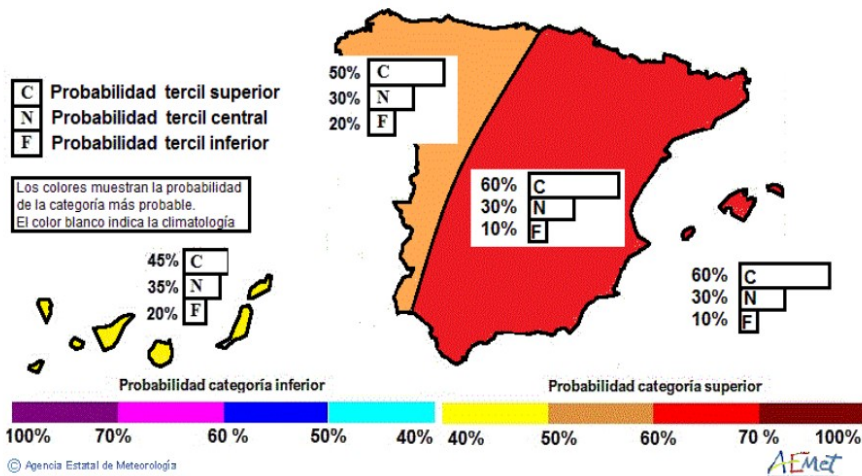 50% C
30% N
20% F
C Probabilidad tercil superior
N Probabilidad tercil central
F Probabilidad tercil inferior
Los colores muestran la probabilidad
de la categoría más probable.
El color blanco indica la climatología
60% C
30% N
10% F
45% C
35% N
20% F
60% C
30% N
10% F
Probabilidad categoría inferior
Probabilidad categoría superior
100% 70% 60 % 50% 40% 40% 50% 60% 70 % 100%
© Agencia Estatal de Meteorología
AEMet